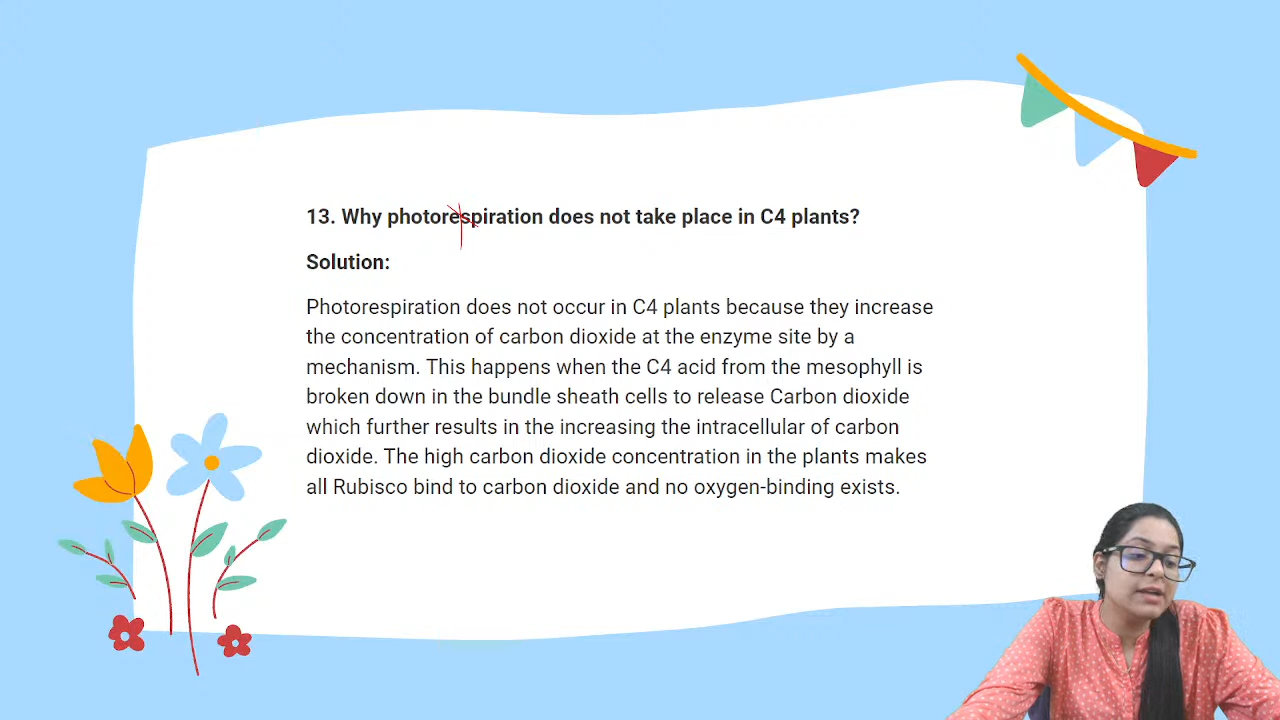 13. Why photorespiration does not take place in C4 plants?
Solution:
Photorespiration does not occur in C4 plants because they increase
the concentration of carbon dioxide at the enzyme site by a
mechanism. This happens when the C4 acid from the mesophyll is
broken down in the bundle sheath cells to release Carbon dioxide
which further results in the increasing the intracellular of carbon
dioxide. The high carbon dioxide concentration in the plants makes
all Rubisco bind to carbon dioxide and no oxygen-binding exists.